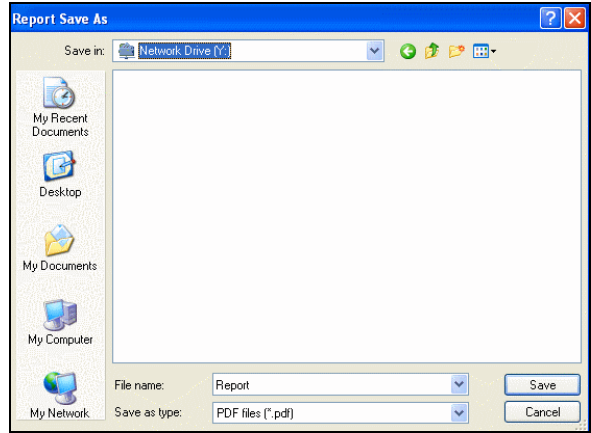 Report Save As
Save in:
Network Drive (Y:)
My Recent
Documents
Desktop
My Documents
My Computer
My Network
File name:
Report
Save
Save as type:
PDF files (*.pdf)
Cancel